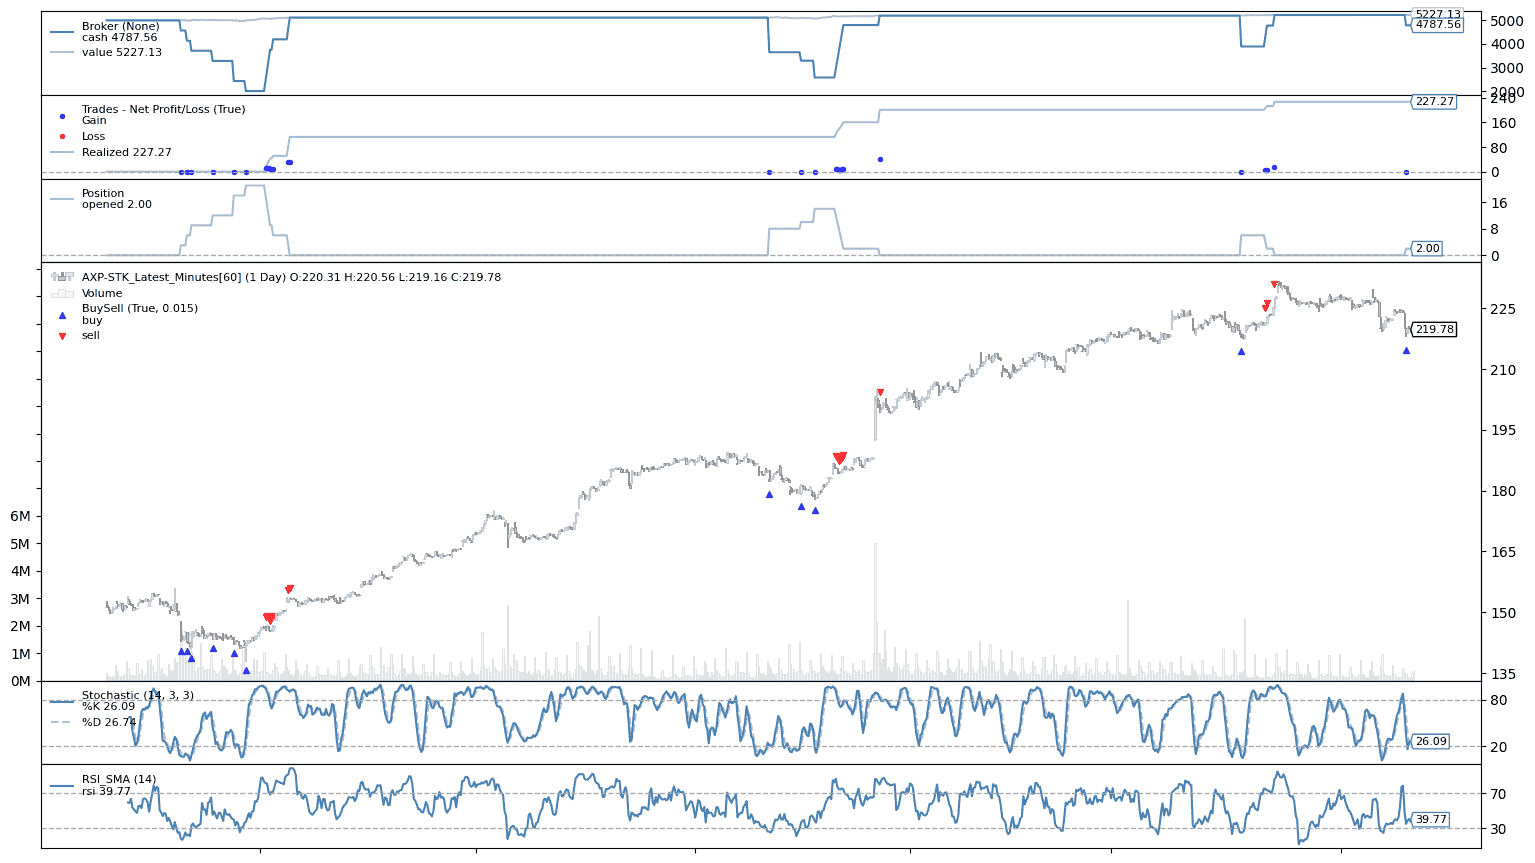 Broker (None)
cash 4787.56
value 5227.13
5227.13
4787.56
5000
4000
3000
2000
Trades - Net Profit/Loss (True)
Gain
Loss
Realized 227.27
227.27
240
160
80
0
Position
opened 2.00
2.00
16
8
0
AXP-STK_Latest_Minutes[60] (1 Day) O:220.31 H:220.56 L:219.16 C:219.78
Volume
BuySell (True, 0.015)
buy
sell
219.78
225
210
195
180
165
150
135
6M
5M
4M
3M
2M
1M
0M
Stochastic (14, 3, 3)
%K 26.09
%D 26.74
26.09
80
20
RSI_SMA (14)
rsi 39.77
39.77
70
30